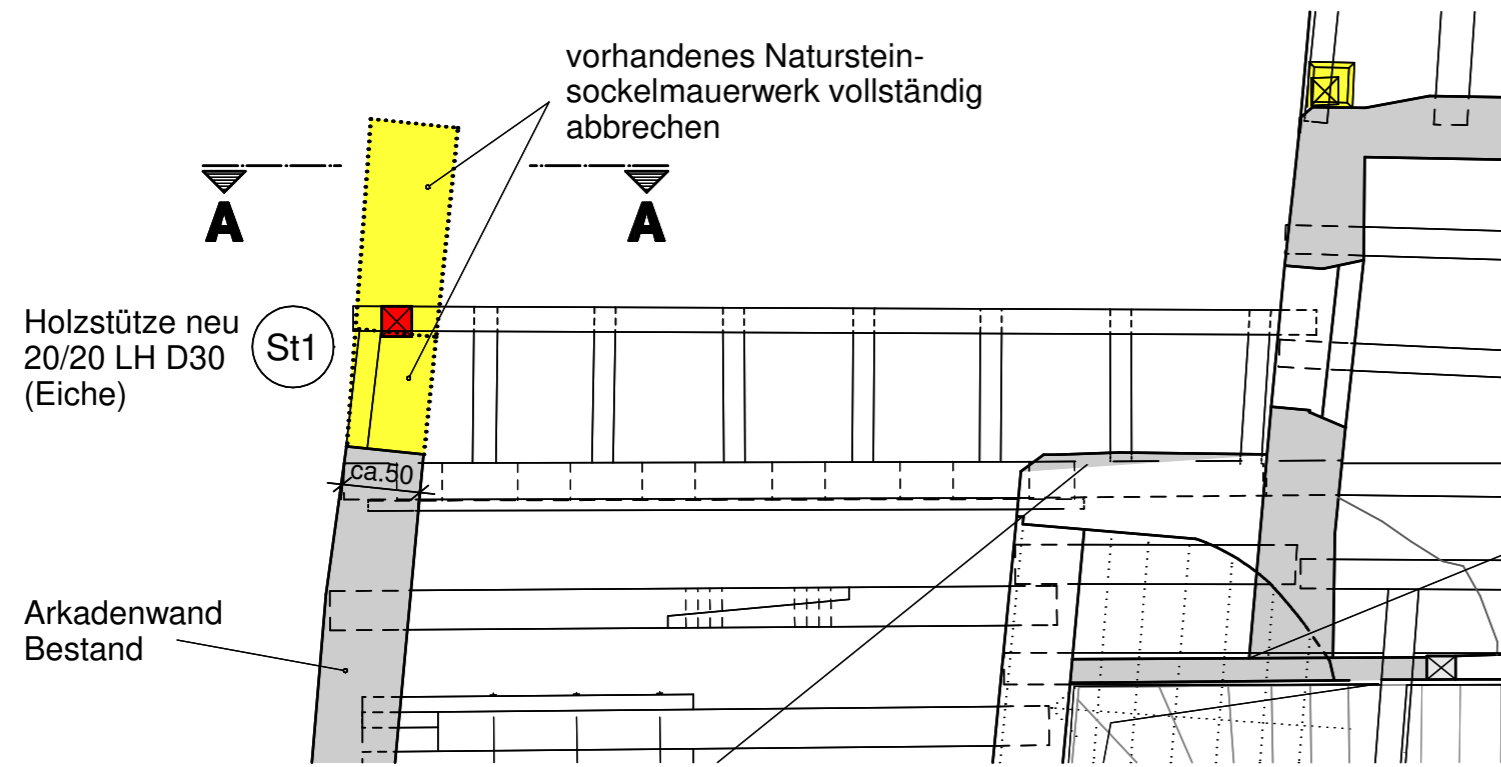 vorhandenes Naturstein-
sockelmauerwerk vollständig
abbrechen
A A
Holzstütze neu
20/20 LH D30
(Eiche)
St1
ca.50
Arkadenwand
Bestand